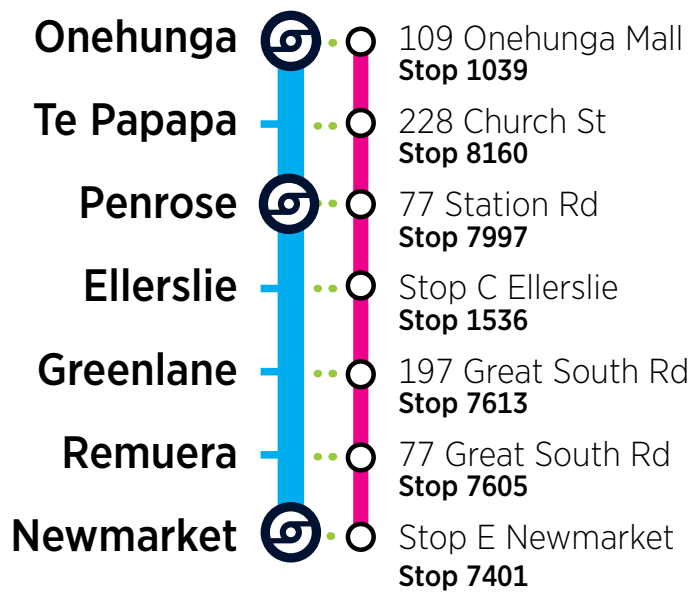 Onehunga
109 Onehunga Mall
Stop 1039
Te Papapa
228 Church St
Stop 8160
Penrose
77 Station Rd
Stop 7997
Ellerslie
Stop C Ellerslie
Stop 1536
Greenlane
197 Great South Rd
Stop 7613
Remuera
77 Great South Rd
Stop 7605
Newmarket
Stop E Newmarket
Stop 7401